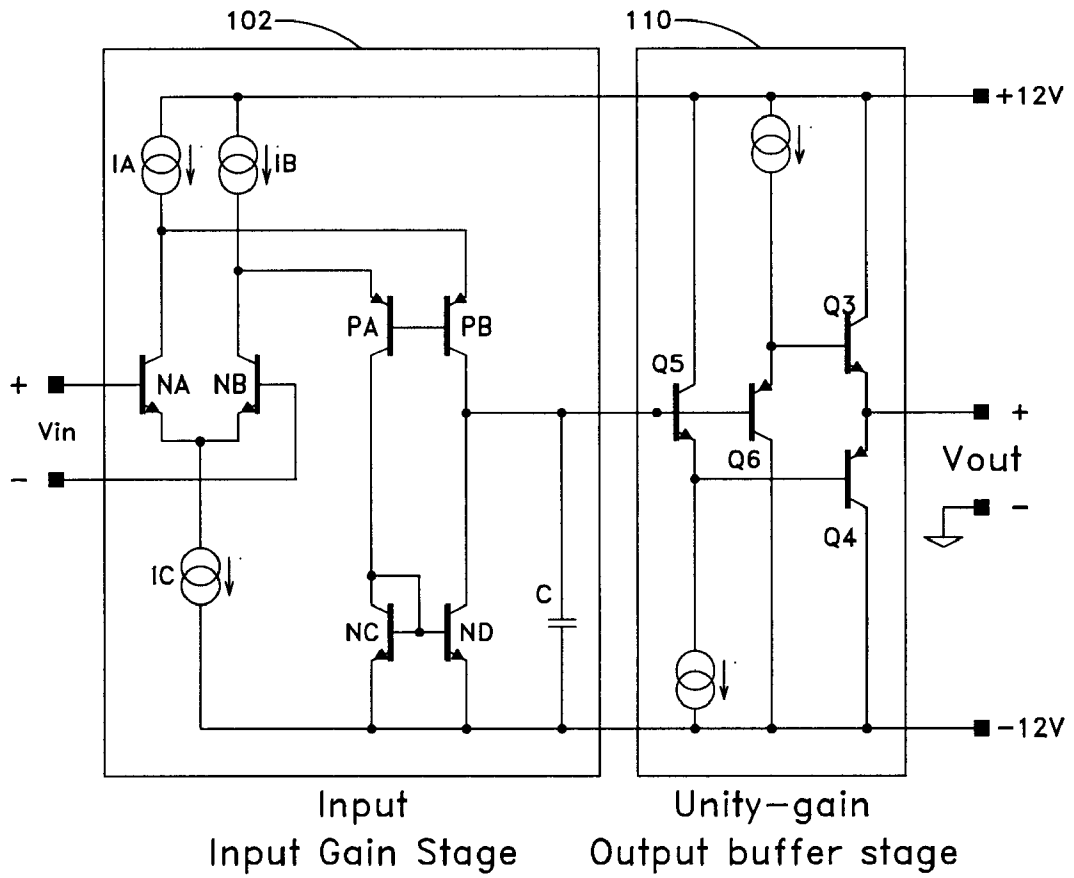 102
110
+12V
IA
IB
Q3
PA
PB
Q5
+
NA
NB
+
Vin
Q6
Vout
-
-
Q4
IC
C
NC
ND
-12V
Input
Input Gain Stage
Unity-gain
Output buffer stage